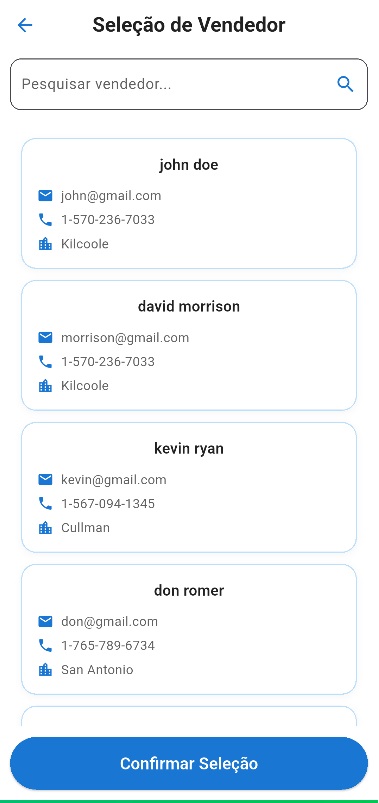 Seleção de Vendedor
Pesquisar vendedor...
john doe
john@gmail.com
1-570-236-7033
Kilcoole
david morrison
morrison@gmail.com
1-570-236-7033
Kilcoole
kevin ryan
kevin@gmail.com
1-567-094-1345
Cullman
don romer
don@gmail.com
1-765-789-6734
San Antonio
Confirmar Seleção